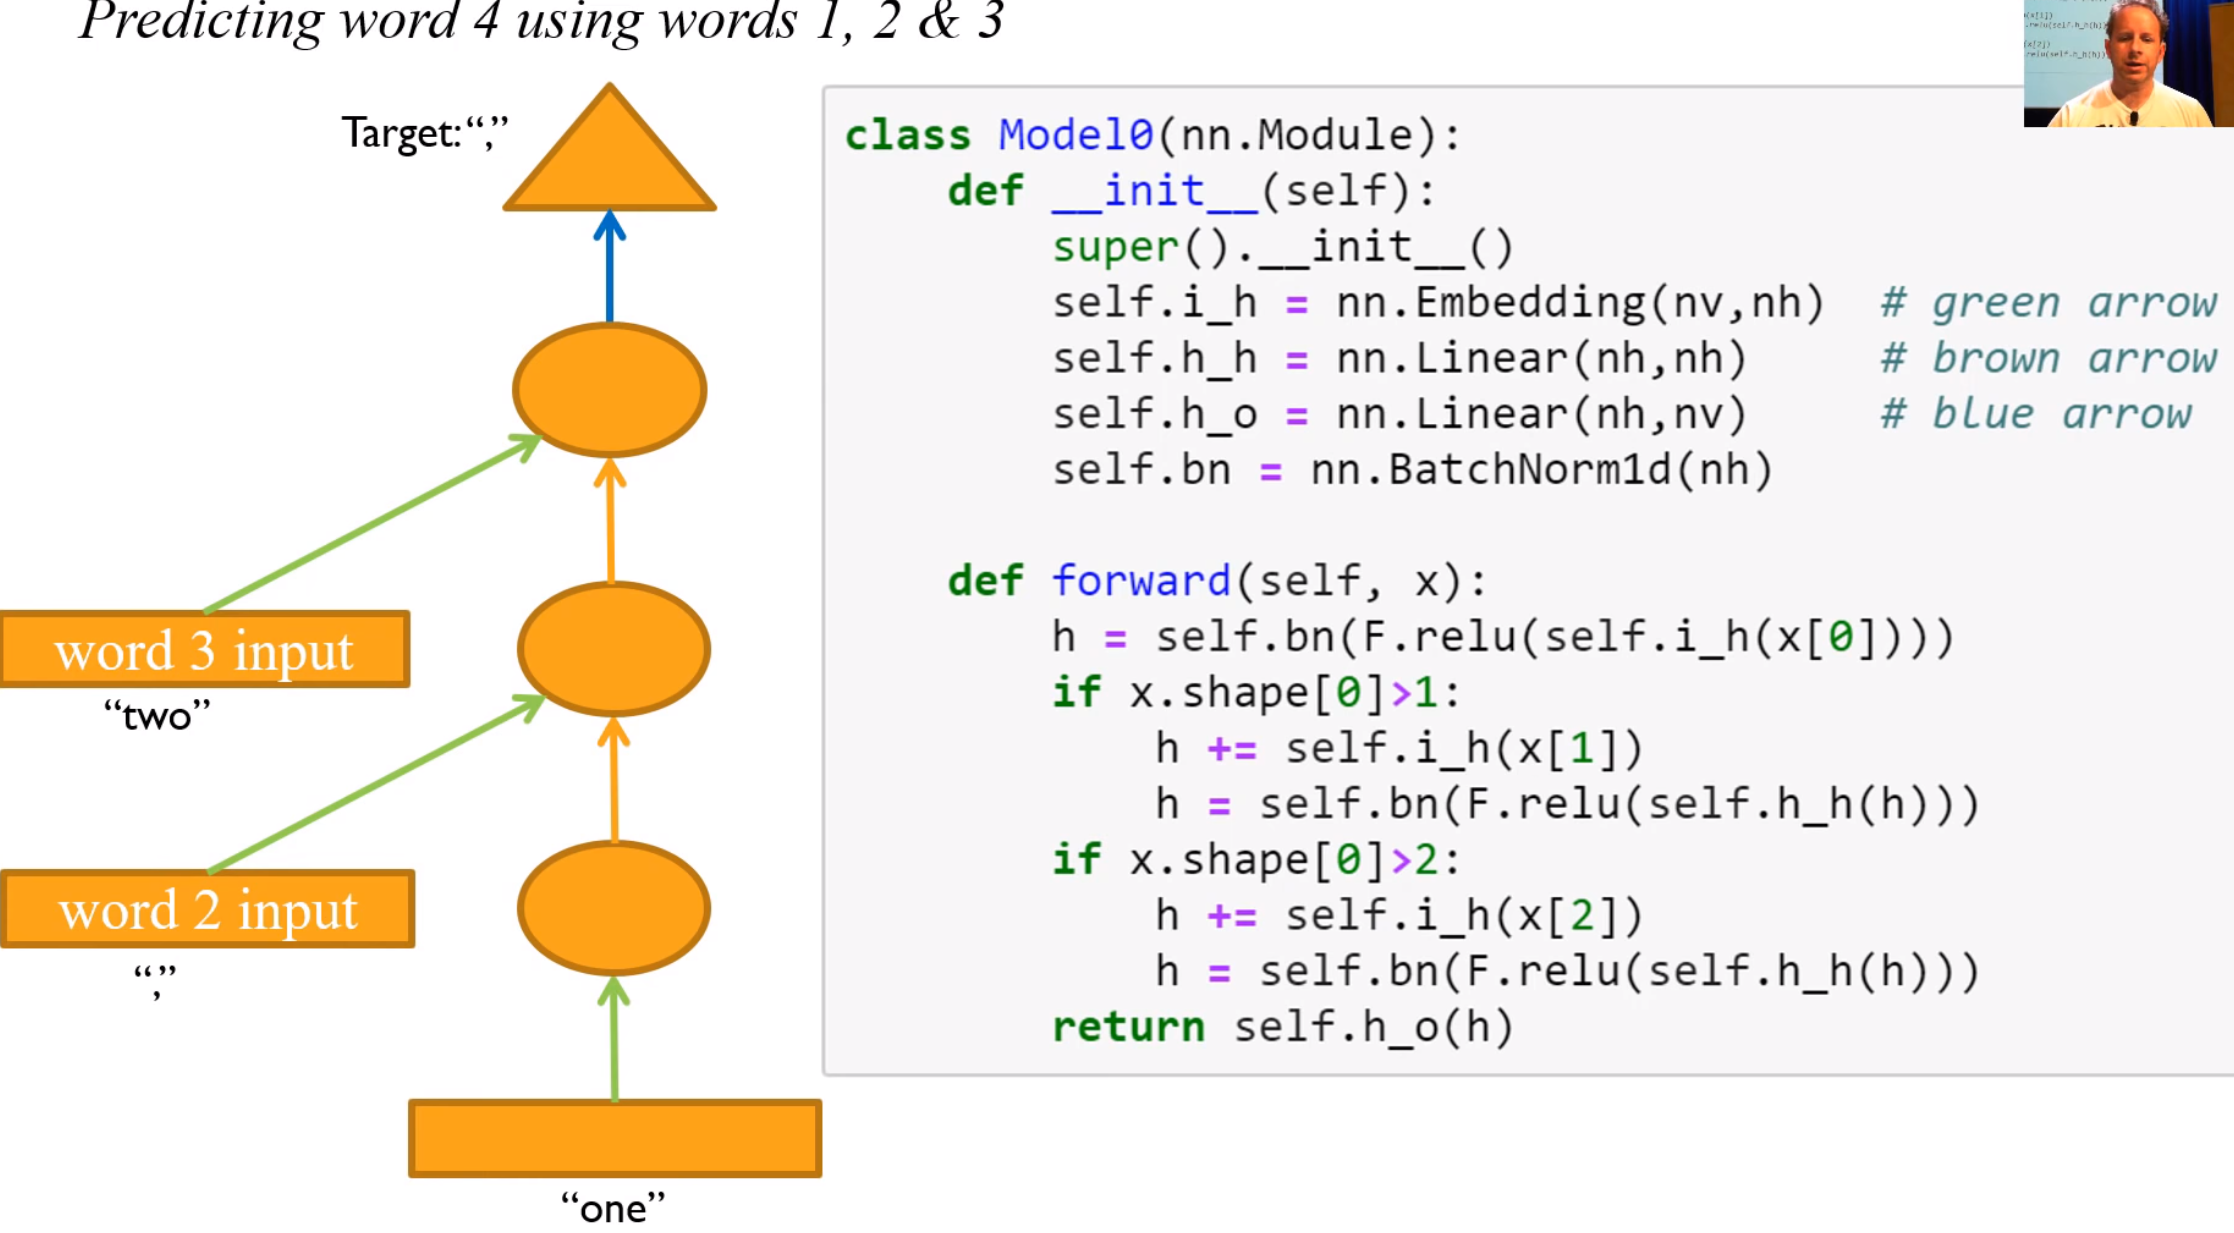 Predicting word 4 using words 1, 2 & 3
Target: “,”
word 3 input
“two”
word 2 input
“,”
“one”
class Model0(nn.Module):
    def __init__(self):
        super().__init__()
        self.i_h = nn.Embedding(nv,nh)  # green arrow
        self.h_h = nn.Linear(nh,nh)     # brown arrow
        self.h_o = nn.Linear(nh,nv)     # blue arrow
        self.bn = nn.BatchNorm1d(nh)
    def forward(self, x):
        h = self.bn(F.relu(self.i_h(x[0])))
        if x.shape[0]>1:
            h += self.i_h(x[1])
            h = self.bn(F.relu(self.h_h(h)))
        if x.shape[0]>2:
            h += self.i_h(x[2])
            h = self.bn(F.relu(self.h_h(h)))
        return self.h_o(h)